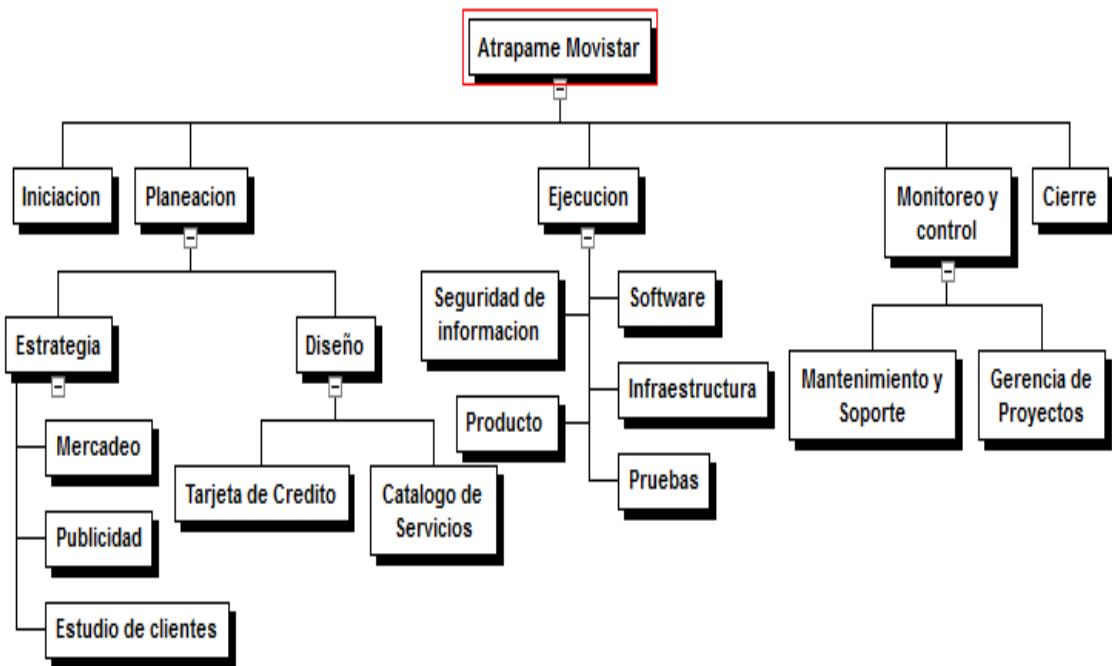 Atrapame Movistar
Iniciacion
Planeacion
Ejecucion
Monitoreo y
control
Cierre
Estrategia
Diseño
Seguridad de
informacion
Software
Infraestructura
Producto
Pruebas
Mantenimiento y
Soporte
Gerencia de
Proyectos
Mercadeo
Publicidad
Estudio de clientes
Tarjeta de Credito
Catalogo de
Servicios